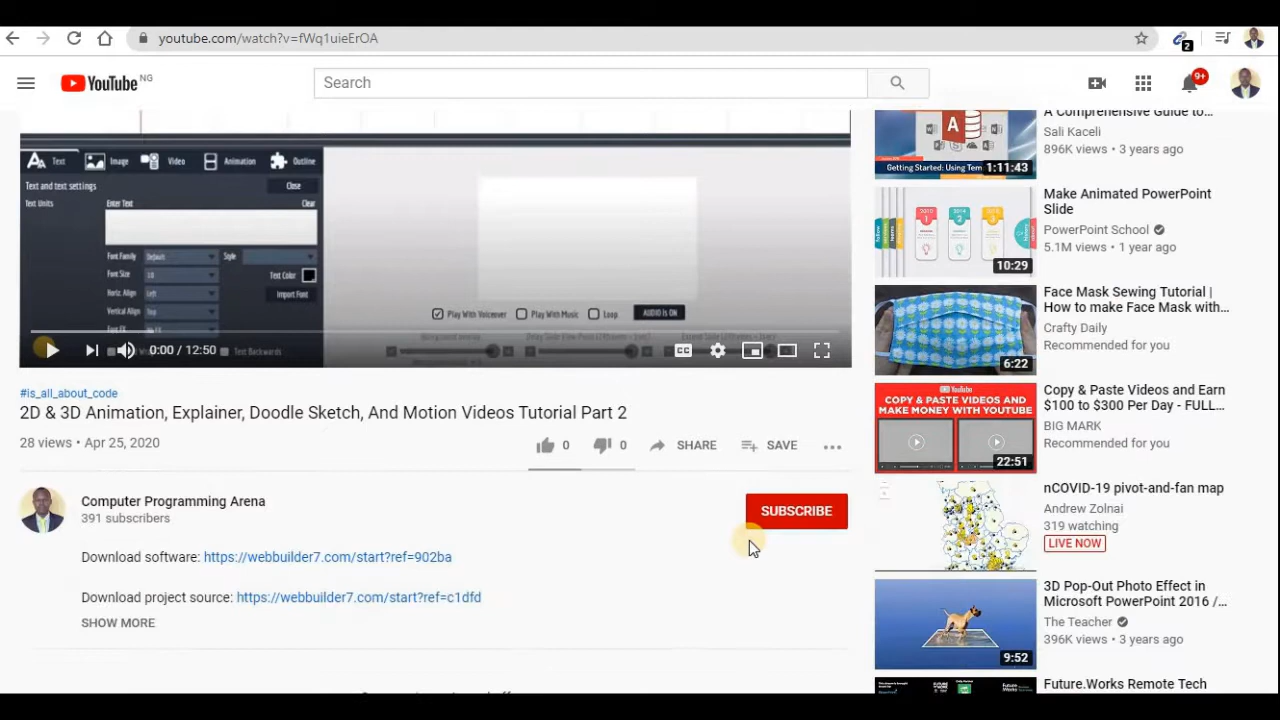 youtube.com/watch?v=fWq1uieErOA
2
YouTube NG
Search
9+
Text Image Video Animation Outline
Text and text settings Close
Text Units Enter Text Clear
Font Family Default Style
Font Size
Text Color
Horiz. Align Left
Import Font
Vertical Align Top
Play With Voiceover Play With Music Loop AUDIO IS ON
Text Backwards
0:00 / 12:50
CC
#is_all_about_code
2D & 3D Animation, Explainer, Doodle Sketch, And Motion Videos Tutorial Part 2
28 views • Apr 25, 2020
0 0 SHARE SAVE
Computer Programming Arena
391 subscribers
SUBSCRIBE
Download software: https://webbuilder7.com/start?ref=902ba
Download project source: https://webbuilder7.com/start?ref=c1dfd
SHOW MORE
A Comprehensive Guide to...
Sali Kaceli
896K views • 3 years ago
A
Getting Started: Using Tem
1:11:43
Make Animated PowerPoint
Slide
PowerPoint School
5.1M views • 1 year ago
10:29
Face Mask Sewing Tutorial |
How to make Face Mask with...
Crafty Daily
Recommended for you
6:22
Copy & Paste Videos and Earn
$100 to $300 Per Day - FULL...
BIG MARK
Recommended for you
YouTube
COPY & PASTE VIDEOS AND
MAKE MONEY WITH YOUTUBE
22:51
nCOVID-19 pivot-and-fan map
Andrew Zolnai
319 watching
LIVE NOW
3D Pop-Out Photo Effect in
Microsoft PowerPoint 2016 /...
The Teacher
396K views • 3 years ago
9:52
Future.Works Remote Tech